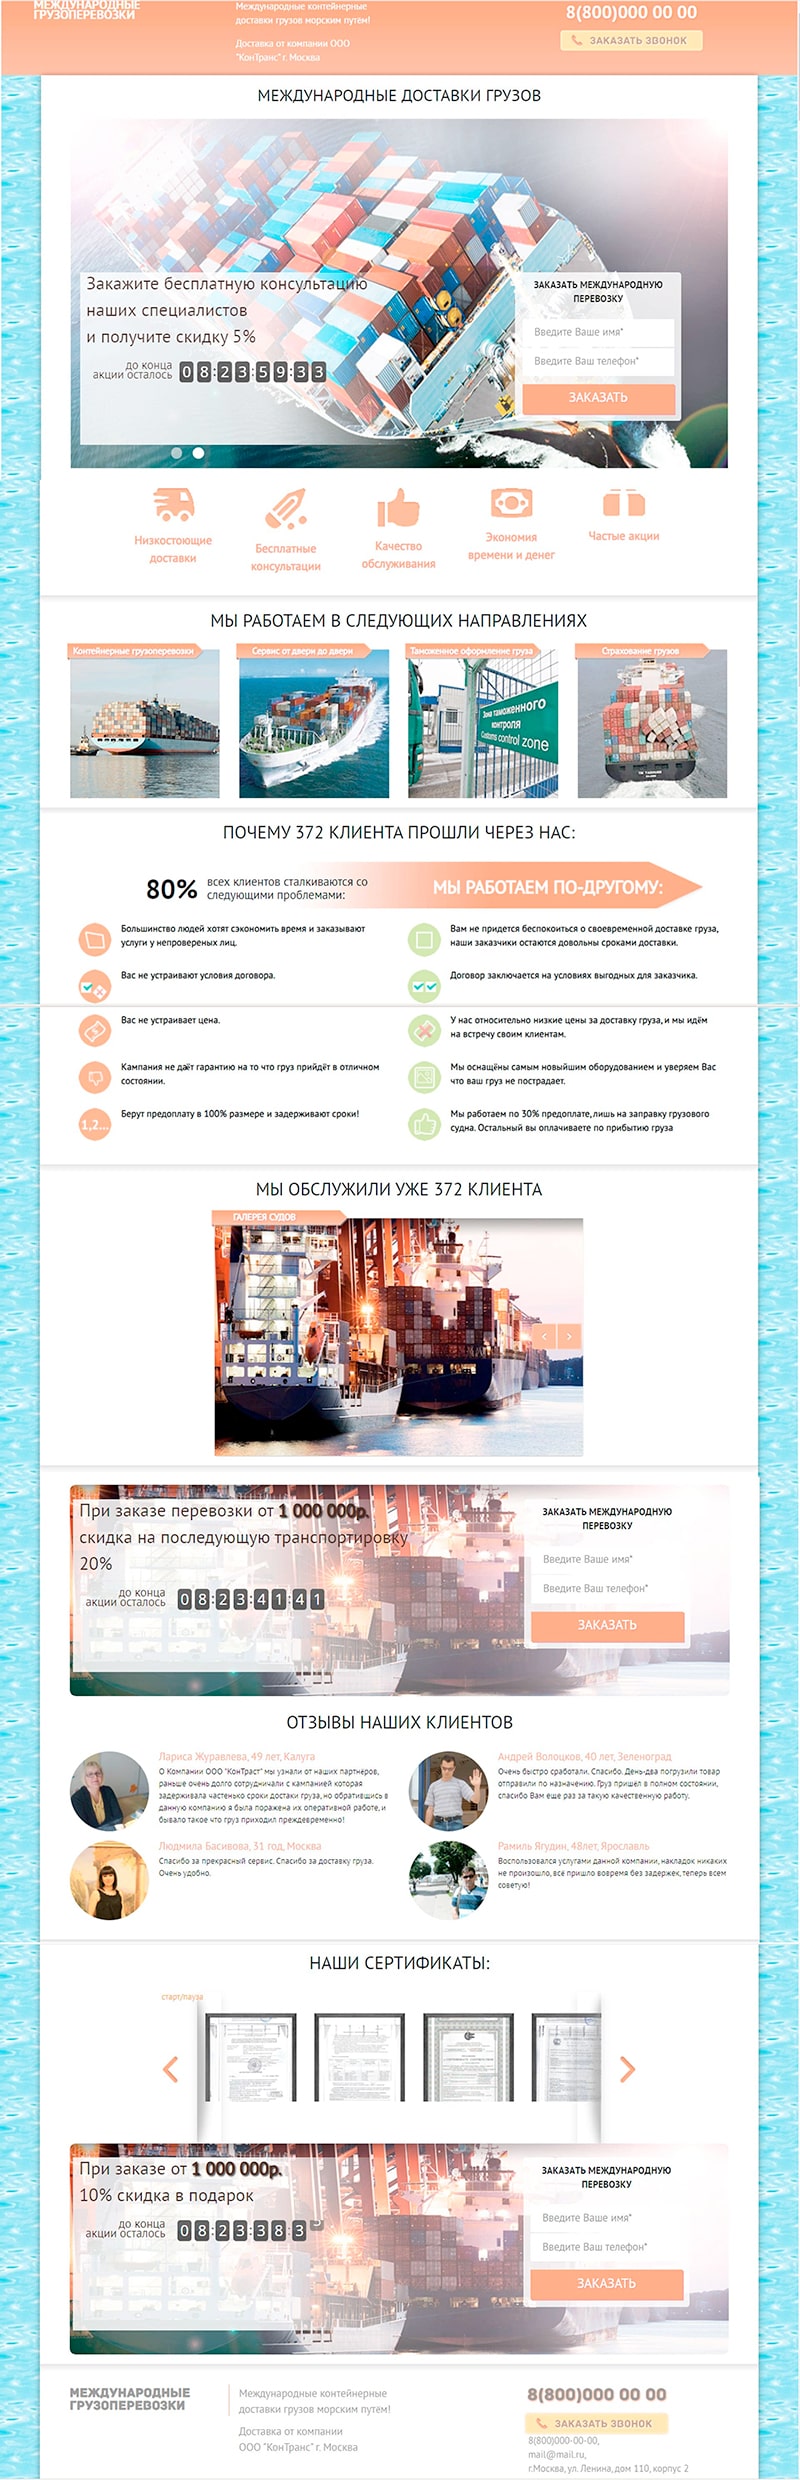 МЕЖДУНАРОДНЫЕ
ГРУЗОПЕРЕВОЗКИ
Международные контейнерные
доставки грузов морским путём!
Доставка от компании ООО
"КонТранс" г. Москва
8(800)000 00 00
ЗАКАЗАТЬ ЗВОНОК
МЕЖДУНАРОДНЫЕ ДОСТАВКИ ГРУЗОВ
Закажите бесплатную консультацию
наших специалистов
и получите скидку 5%
до конца
акции осталось
08:23:59:33
ЗАКАЗАТЬ МЕЖДУНАРОДНУЮ
ПЕРЕВОЗКУ
Введите Ваше имя*
Введите Ваш телефон*
ЗАКАЗАТЬ
Низкостоющие
доставки
Бесплатные
консультации
Качество
обслуживания
Экономия
времени и денег
Частые акции
МЫ РАБОТАЕМ В СЛЕДУЮЩИХ НАПРАВЛЕНИЯХ
Контейнерные грузоперевозки
Сервис от двери до двери
Таможенное оформление груза
Страхование грузов
Зона таможенного
контроля
Customs control zone
ПОЧЕМУ 372 КЛИЕНТА ПРОШЛИ ЧЕРЕЗ НАС:
80%
всех клиентов сталкиваются со
следующими проблемами:
МЫ РАБОТАЕМ ПО-ДРУГОМУ:
Большинство людей хотят сэкономить время и заказывают
услуги у непровереных лиц.
Вам не придется беспокоиться о своевременной доставке груза,
наши заказчики остаются довольны сроками доставки.
Вас не устраивают условия договора.
Договор заключается на условиях выгодных для заказчика.
Вас не устраивает цена.
У нас относительно низкие цены за доставку груза, и мы идём
на встречу своим клиентам.
Кампания не даёт гарантию на то что груз прийдёт в отличном
состоянии.
Мы оснащёны самым новыйшим оборудованием и уверяем Вас
что ваш груз не пострадает.
1,2...
Берут предоплату в 100% размере и задерживают сроки!
Мы работаем по 30% предоплате, лишь на заправку грузового
судна. Остальный вы оплачиваете по прибытию груза
МЫ ОБСЛУЖИЛИ УЖЕ 372 КЛИЕНТА
ГАЛЕРЕЯ СУДОВ
При заказе перевозки от 1 000 000р.
скидка на последующую транспортировку
20%
до конца
акции осталось
08:23:41:41
ЗАКАЗАТЬ МЕЖДУНАРОДНУЮ
ПЕРЕВОЗКУ
Введите Ваше имя*
Введите Ваш телефон*
ЗАКАЗАТЬ
ОТЗЫВЫ НАШИХ КЛИЕНТОВ
Лариса Журавлева, 49 лет, Калуга
О Компании ООО "КонТраст" мы узнали от наших партнеров,
раньше очень долго сотрудничали с кампанией которая
задерживала частенько сроки достаки груза, но обратившись в
данную компанию я была поражена их оперативной работе, и
бывало такое что груз приходил преждевременно!
Андрей Волоцков, 40 лет, Зеленоград
Очень быстро сработали. Спасибо. День-два погрузили товар
отправили по назначению. Груз пришёл в полном состоянии,
спасибо Вам еще раз за такую качественную работу.
Людмила Басивова, 31 год, Москва
Спасибо за прекрасный сервис. Спасибо за доставку груза.
Очень удобно.
Рамиль Ягудин, 48лет, Ярославль
Воспользовался услугами данной компании, накладок никаких
не произошло, всё пришло вовремя без задержек, теперь всем
советую!
НАШИ СЕРТИФИКАТЫ:
старт/пауза
При заказе от 1 000 000р.
10% скидка в подарок
до конца
акции осталось
08:23:38:3
ЗАКАЗАТЬ МЕЖДУНАРОДНУЮ
ПЕРЕВОЗКУ
Введите Ваше имя*
Введите Ваш телефон*
ЗАКАЗАТЬ
МЕЖДУНАРОДНЫЕ
ГРУЗОПЕРЕВОЗКИ
Международные контейнерные
доставки грузов морским путём!
Доставка от компании
ООО "КонТранс" г. Москва
8(800)000 00 00
ЗАКАЗАТЬ ЗВОНОК
8(800)000-00-00,
mail@mail.ru,
г.Москва, ул. Ленина, дом 110, корпус 2